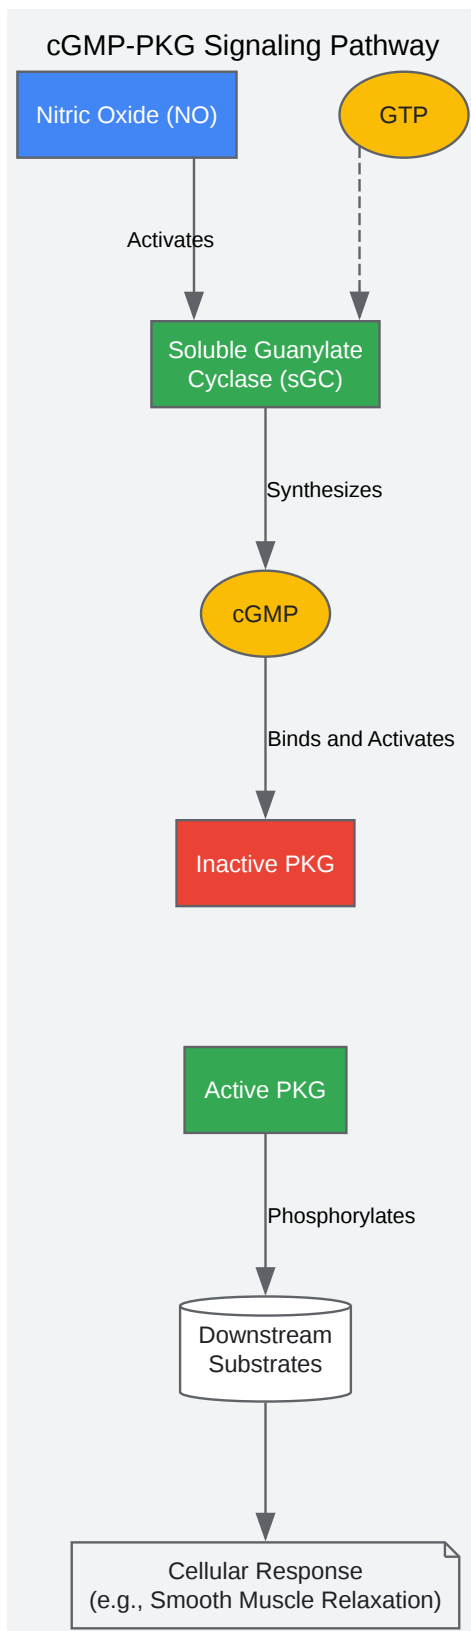 cGMP-PKG Signaling Pathway
Nitric Oxide (NO)
GTP
Activates
Soluble Guanylate
Cyclase (sGC)
Synthesizes
cGMP
Binds and Activates
Inactive PKG
Active PKG
Phosphorylates
Downstream
Substrates
Cellular Response
(e.g., Smooth Muscle Relaxation)